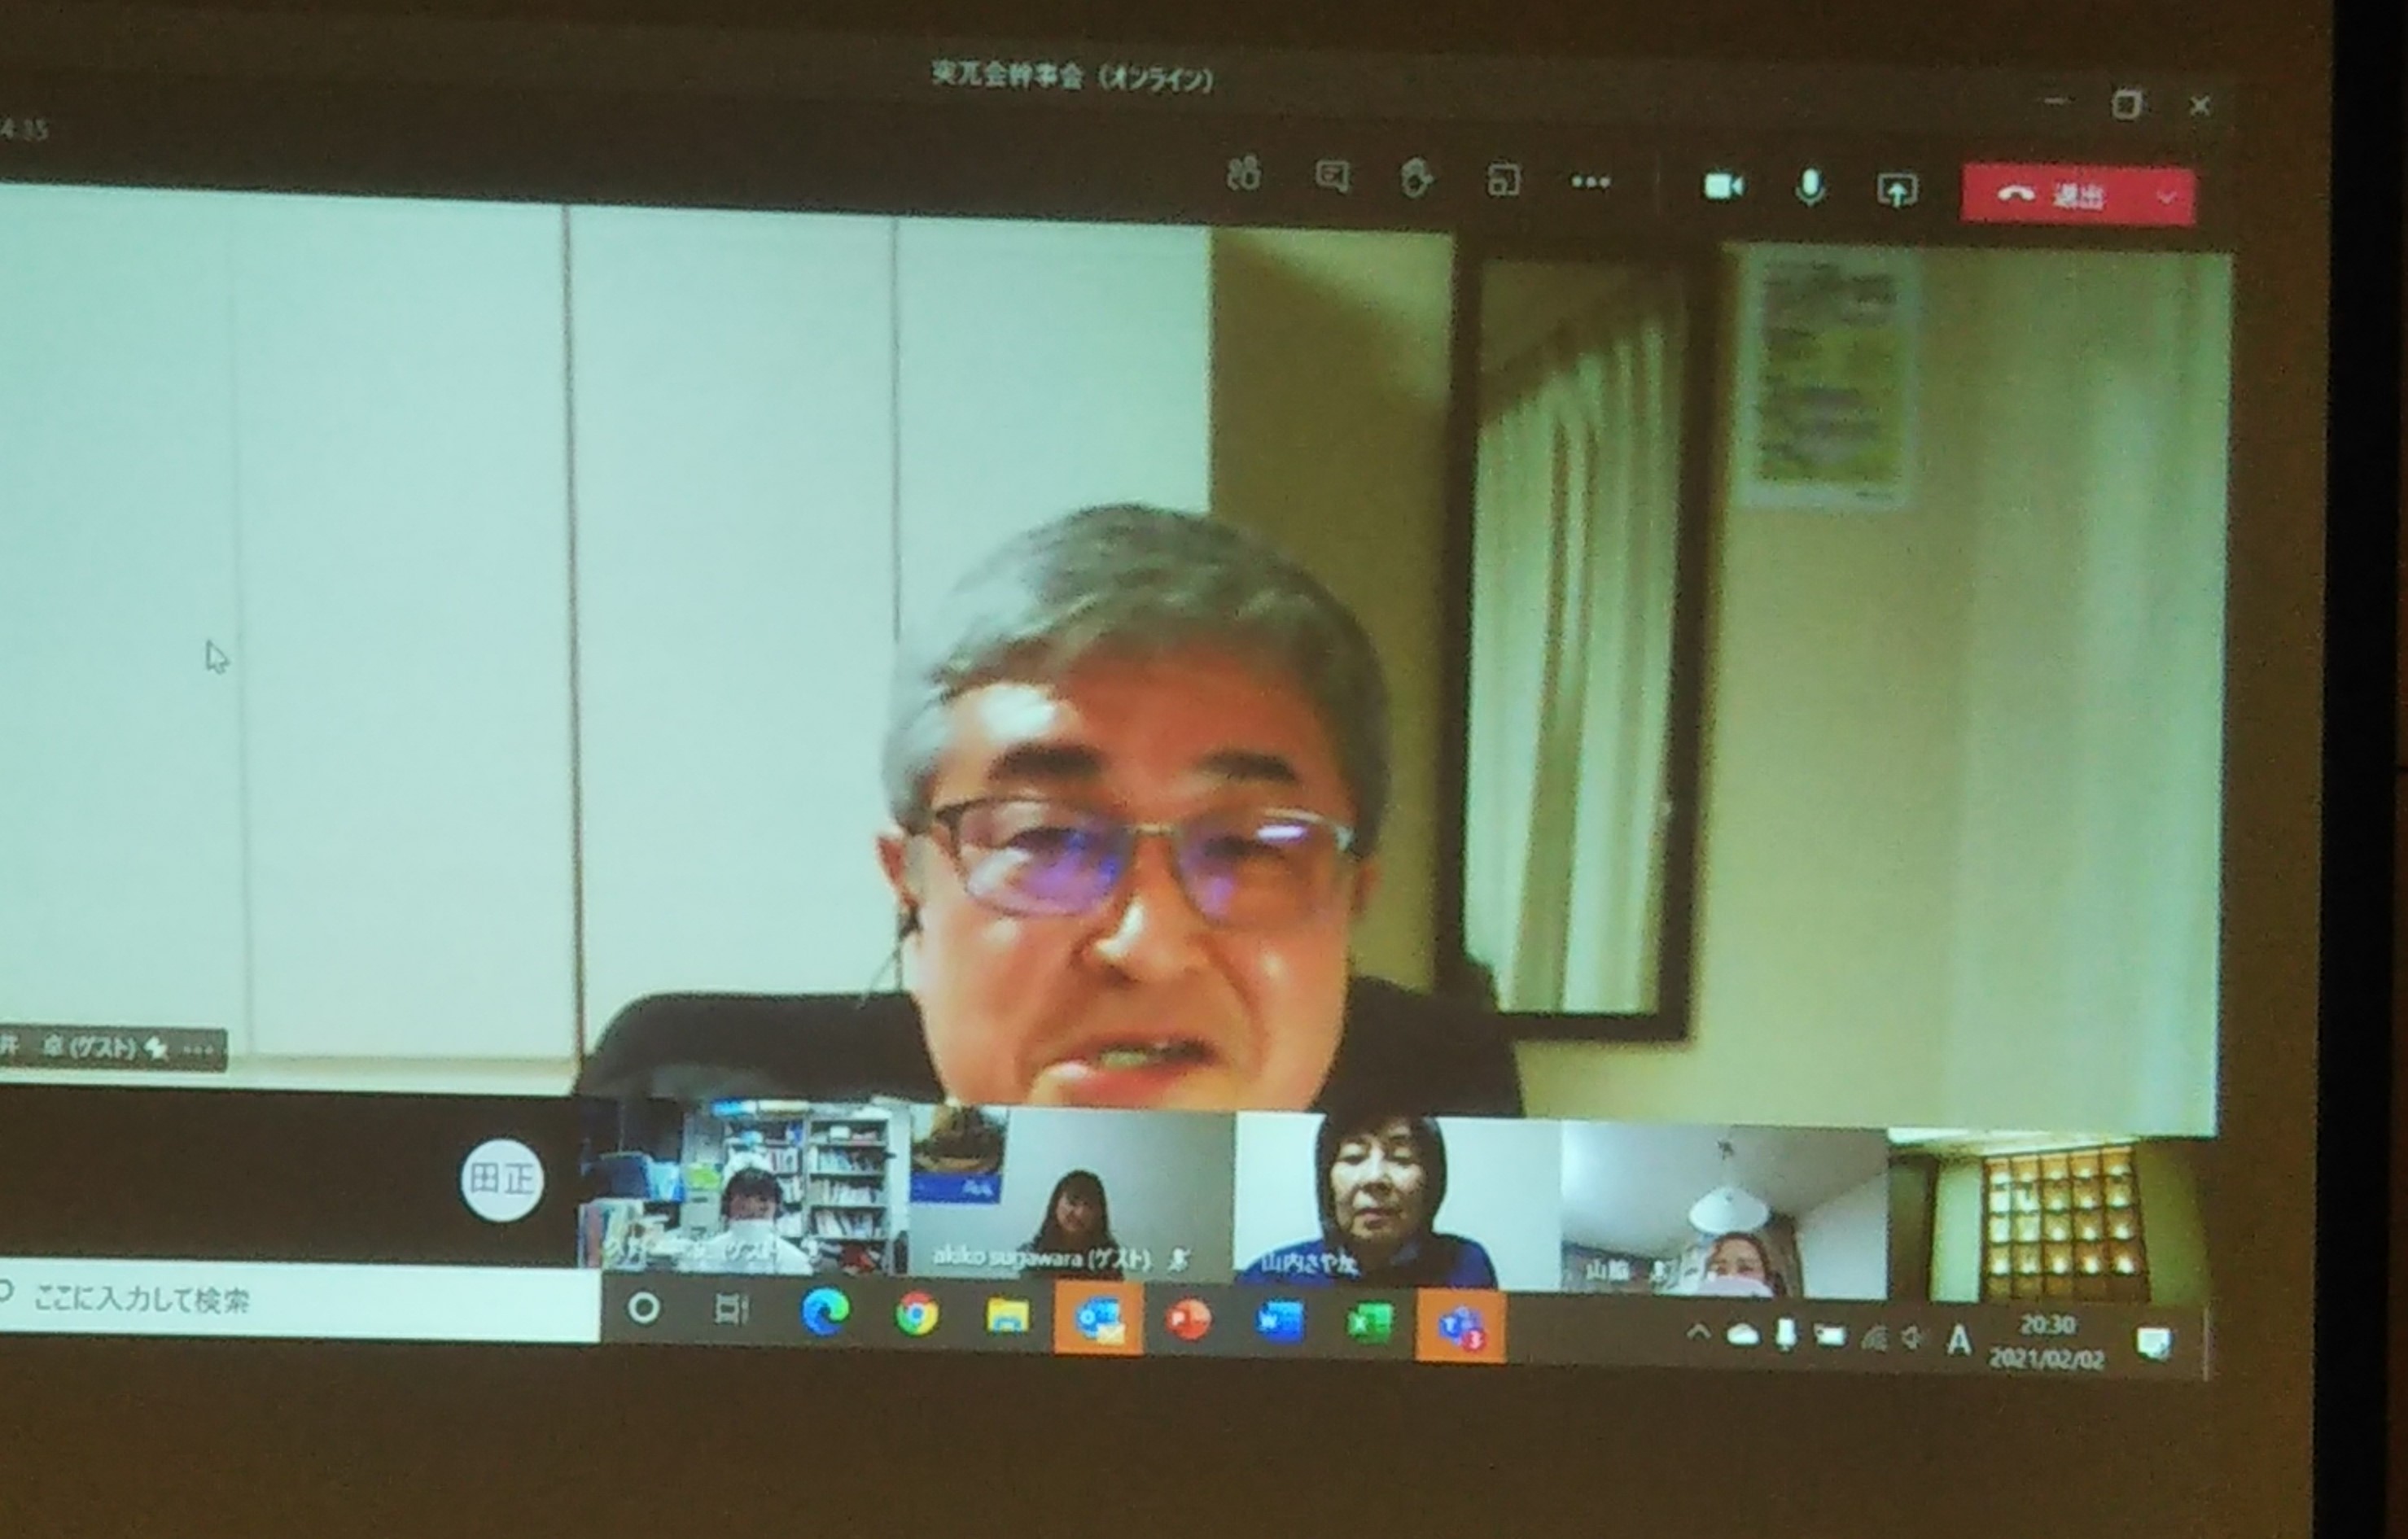 実冗会幹事会（オンライン）
4:35
退出
井 卓 (ゲスト)
田正
(ゲスト)
akiko sugawara (ゲスト)
山内さやか
山脇
ここに入力して検索
A
20:30
2021/02/02